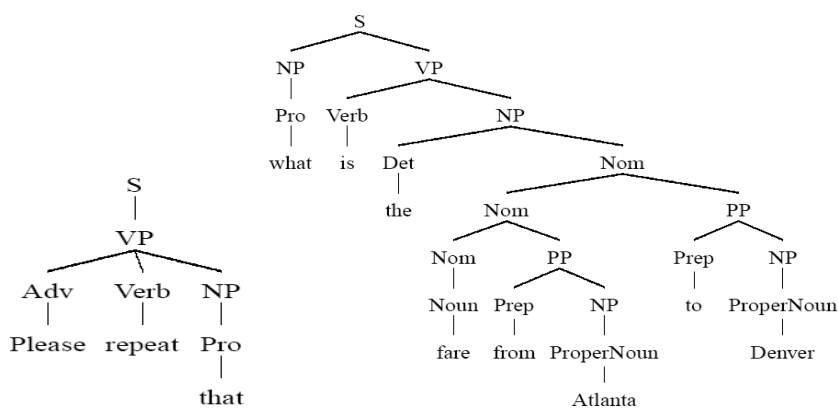 S
NP VP
Pro Verb NP
what is Det Nom
the Nom PP
Nom PP Prep NP
Noun Prep NP to ProperNoun
fare from ProperNoun Denver
Atlanta
S
VP
Adv Verb NP
Please repeat Pro
that